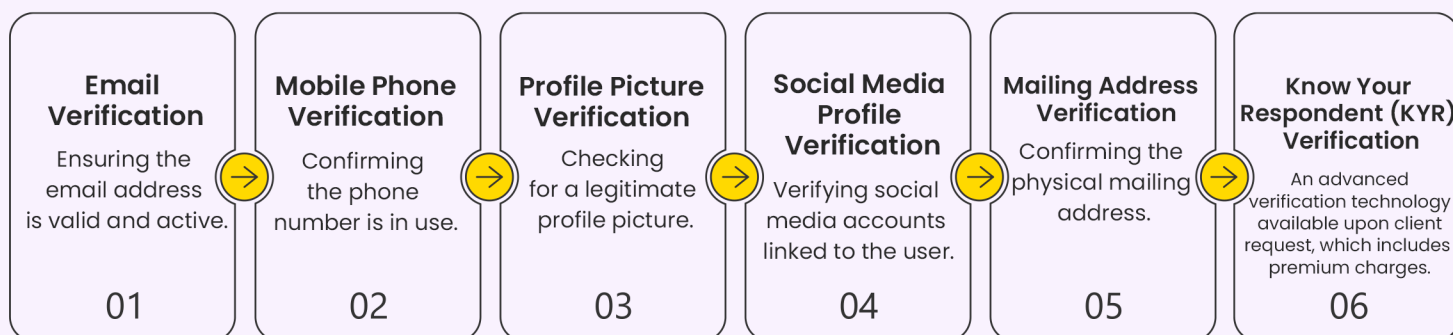 Email
Verification
Ensuring the
email address
is valid and active.
01
Mobile Phone
Verification
Confirming
the phone
number is in use.
02
Profile Picture
Verification
Checking
for a legitimate
profile picture.
03
Social Media
Profile
Verification
Verifying social
media accounts
linked to the user.
04
Mailing Address
Verification
Confirming the
physical mailing
address.
05
Know Your
Respondent (KYR)
Verification
An advanced
verification technology
available upon client
request, which includes
premium charges.
06